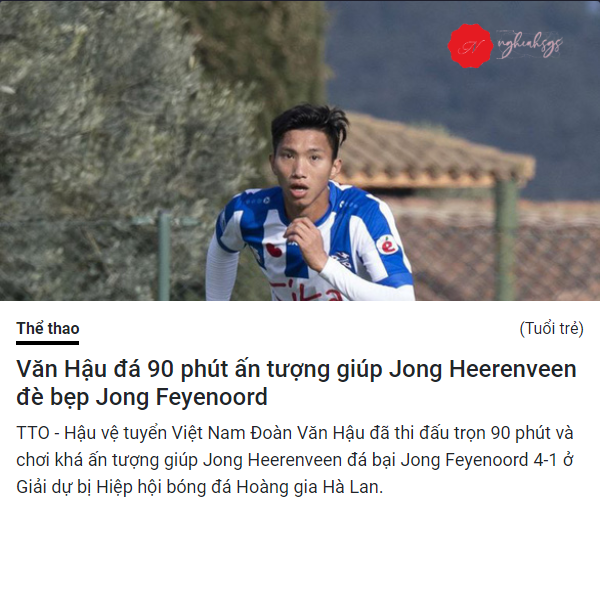 H nghianhsgs
é
Thể thao
(Tuổi trẻ)
Văn Hậu đá 90 phút ấn tượng giúp Jong Heerenveen
đè bẹp Jong Feyenoord
TTO - Hậu vệ tuyển Việt Nam Đoàn Văn Hậu đã thi đấu trọn 90 phút và
chơi khá ấn tượng giúp Jong Heerenveen đá bại Jong Feyenoord 4-1 ở
Giải dự bị Hiệp hội bóng đá Hoàng gia Hà Lan.